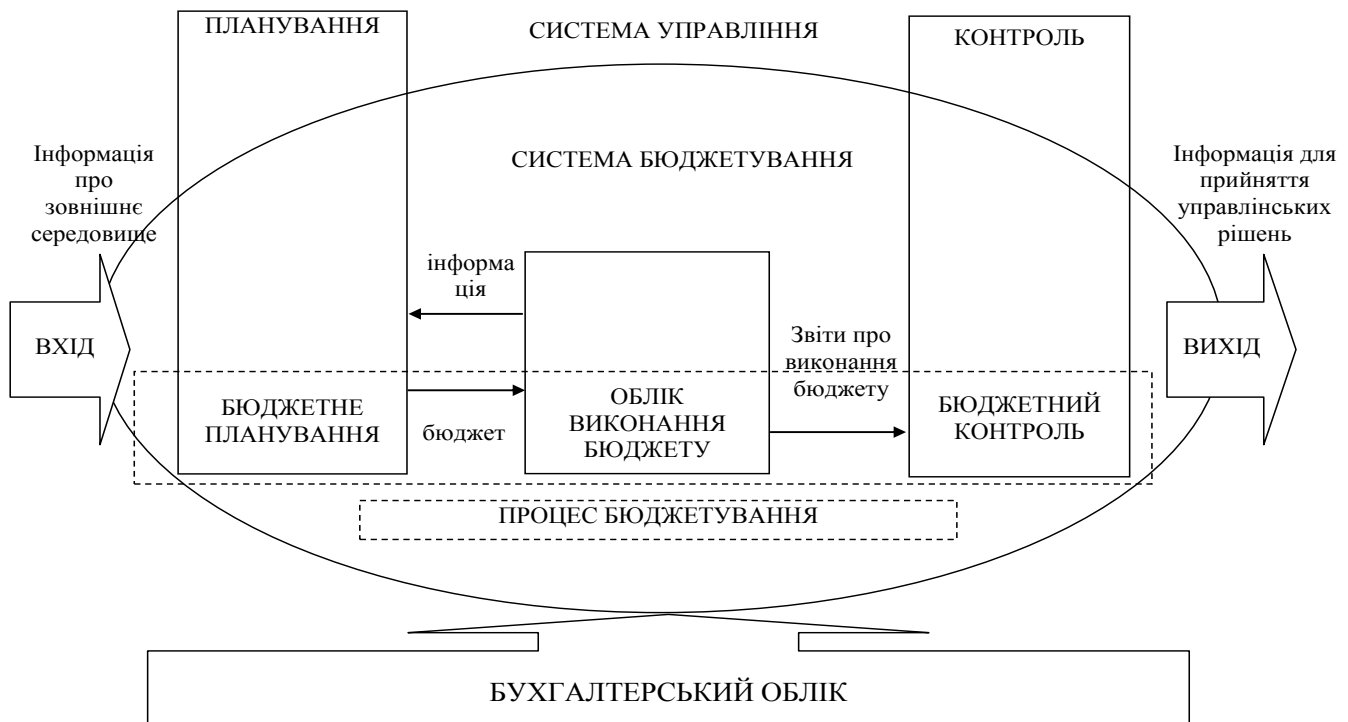 ПЛАНУВАННЯ
СИСТЕМА УПРАВЛІННЯ
КОНТРОЛЬ
Інформація
про
зовнішнє
середовище
СИСТЕМА БЮДЖЕТУВАННЯ
Інформація для
прийняття
управлінських
рішень
інформа
ція
ВХІД
Звіти про
виконання
бюджету
ВИХІД
БЮДЖЕТНЕ
ПЛАНУВАННЯ
бюджет
ОБЛІК
ВИКОНАННЯ
БЮДЖЕТУ
БЮДЖЕТНИЙ
КОНТРОЛЬ
ПРОЦЕС БЮДЖЕТУВАННЯ
БУХГАЛТЕРСЬКИЙ ОБЛІК